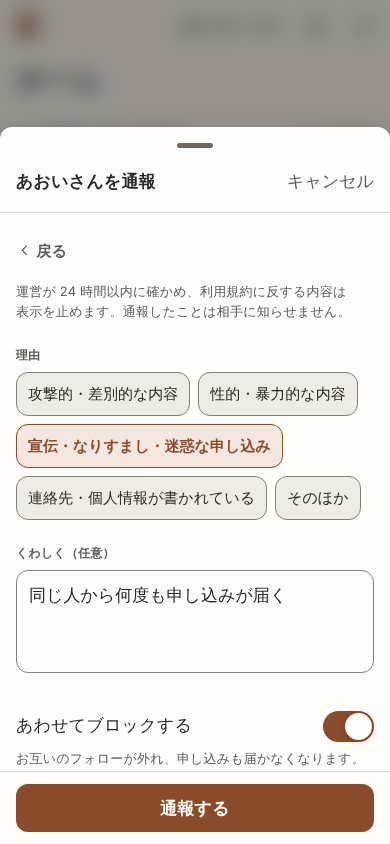 あおいさんを通報
キャンセル
戻る
運営が 24 時間以内に確かめ、利用規約に反する内容は
表示を止めます。通報したことは相手に知らせません。
理由
攻撃的・差別的な内容
性的・暴力的な内容
宣伝・なりすまし・迷惑な申し込み
連絡先・個人情報が書かれている
そのほか
くわしく（任意）
同じ人から何度も申し込みが届く
あわせてブロックする
お互いのフォローが外れ、申し込みも届かなくなります。
通報する